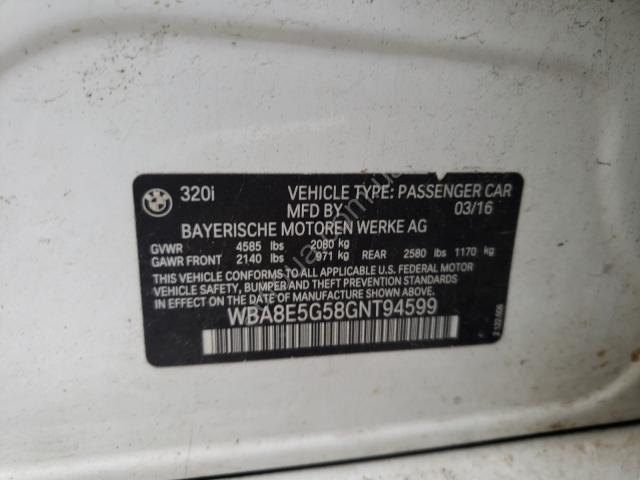 320i VEHICLE TYPE: PASSENGER CAR
MFD BY 03/16
BAYERISCHE MOTOREN WERKE AG
GVWR 4585 lbs 2080 kg
GAWR FRONT 2140 lbs 971 kg REAR 2580 lbs 1170 kg
THIS VEHICLE CONFORMS TO ALL APPLICABLE U.S. FEDERAL MOTOR
VEHICLE SAFETY, BUMPER AND THEFT PREVENTION STANDARDS
IN EFFECT ON THE DATE OF MANUFACTURE SHOWN ABOVE.
WBA8E5G58GNT94599